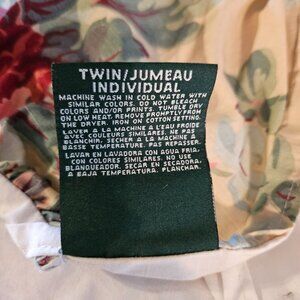 TWIN/JUMEAU
INDIVIDUAL
MACHINE WASH IN COLD WATER WITH
SIMILAR COLORS. DO NOT BLEACH
COLORS AND/OR PRINTS. TUMBLE DRY
ON LOW HEAT. REMOVE PROMPTLY FROM
THE DRYER. IRON ON COTTON SETTING.
LAVER A LA MACHINE A L'EAU FROIDE
AVEC COULEURS SIMILAIRES. NE PAS
BLANCHIR. SECHER A LA MACHINE A
BASSE TEMPERATURE. PAS REPASSER.
LAVAR EN LAVADORA CON AGUA FRIA.
CON COLORES SIMILARES. NO USE
BLANQUEADOR. SECAR EN SECADORA.
A BAJA TEMPERATURA. PLANCHAR.